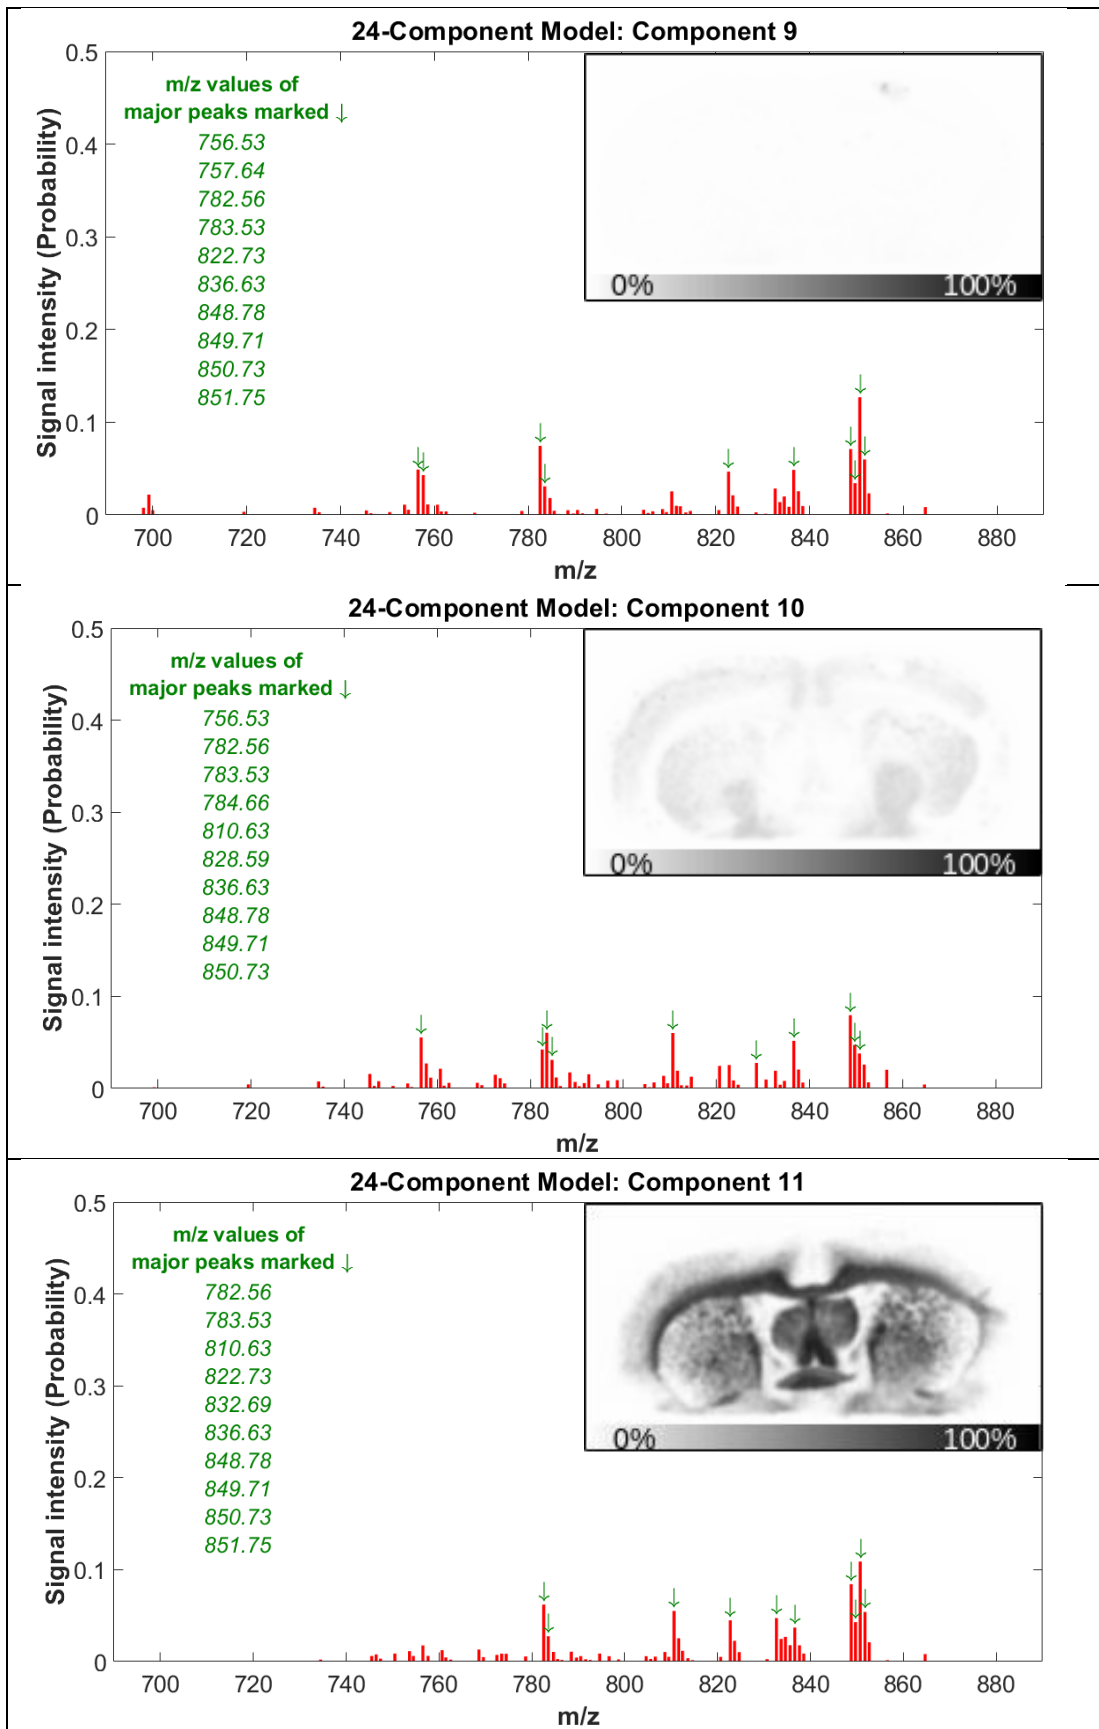 24-Component Model: Component 9
0.5
0.4
0.3
0.2
0.1
0
Signal intensity (Probability)
m/z values of
major peaks marked ↓
756.53
757.64
782.56
783.53
822.73
836.63
848.78
849.71
850.73
851.75
0% 100%
700 720 740 760 780 800 820 840 860 880
m/z
24-Component Model: Component 10
0.5
0.4
0.3
0.2
0.1
0
Signal intensity (Probability)
m/z values of
major peaks marked ↓
756.53
782.56
783.53
784.66
810.63
828.59
836.63
848.78
849.71
850.73
0% 100%
700 720 740 760 780 800 820 840 860 880
m/z
24-Component Model: Component 11
0.5
0.4
0.3
0.2
0.1
0
Signal intensity (Probability)
m/z values of
major peaks marked ↓
782.56
783.53
810.63
822.73
832.69
836.63
848.78
849.71
850.73
851.75
0% 100%
700 720 740 760 780 800 820 840 860 880
m/z